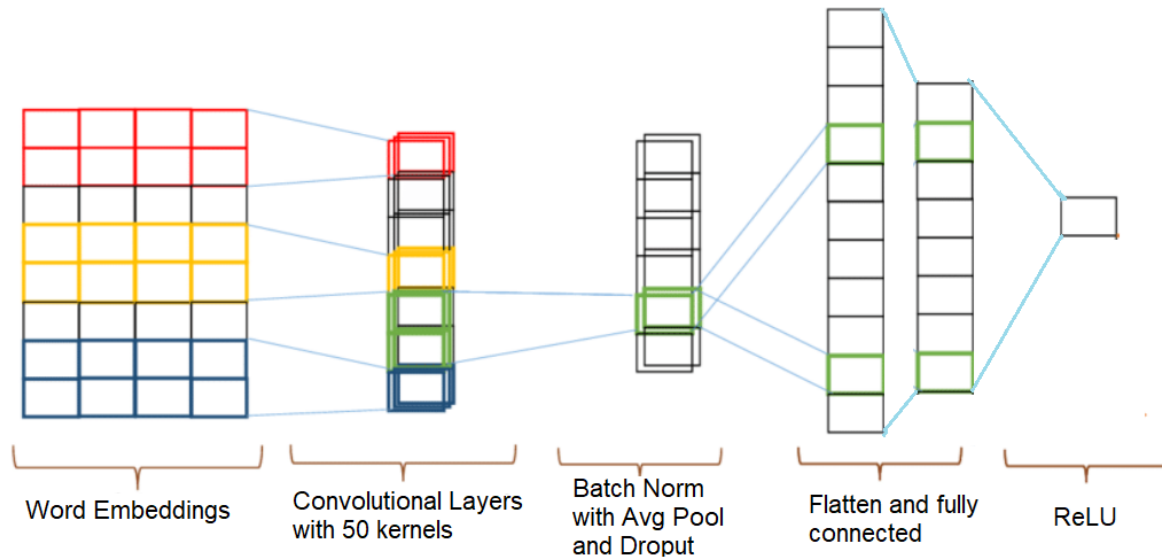 Word Embeddings
Convolutional Layers
with 50 kernels
Batch Norm
with Avg Pool
and Droput
Flatten and fully
connected
ReLU